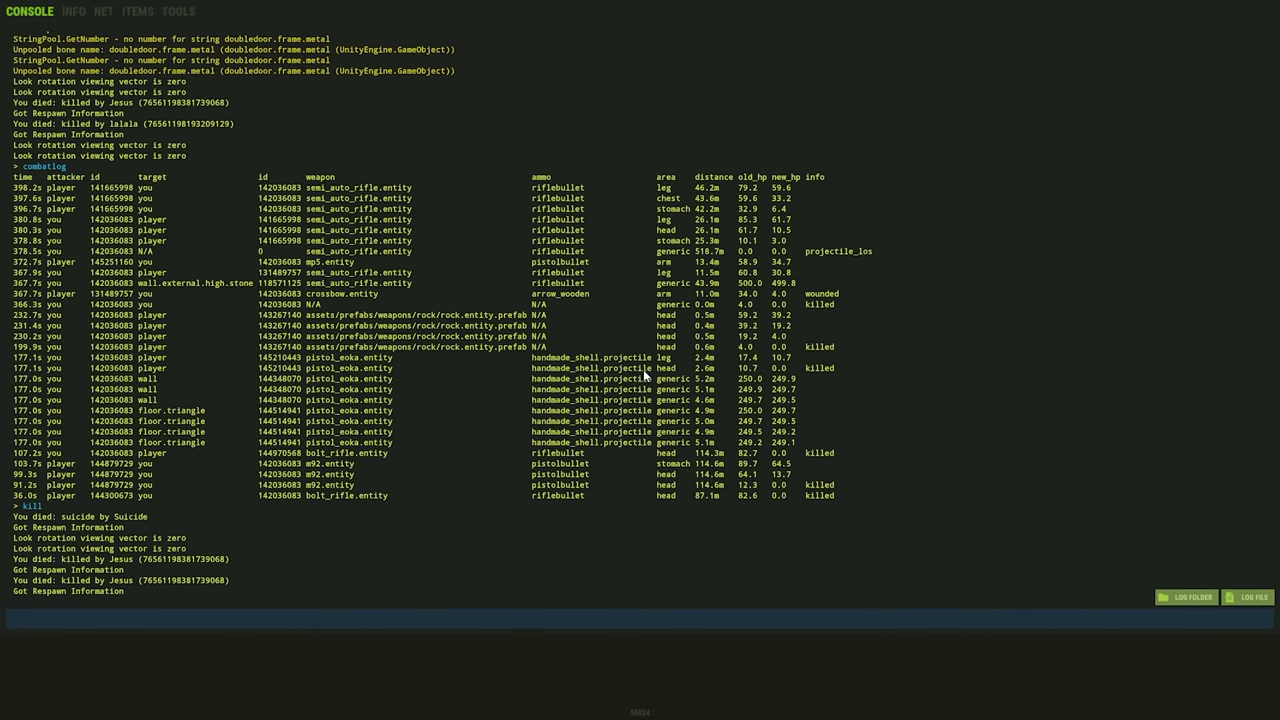 CONSOLE INFO NET ITEMS TOOLS
StringPool.GetNumber - no number for string doubledoor.frame.metal
Unpooled bone name: doubledoor.frame.metal (doubledoor.frame.metal (UnityEngine.GameObject))
StringPool.GetNumber - no number for string doubledoor.frame.metal
Unpooled bone name: doubledoor.frame.metal (doubledoor.frame.metal (UnityEngine.GameObject))
Look rotation viewing vector is zero
Look rotation viewing vector is zero
You died: killed by Jesus (76561198381739068)
Got Respawn Information
You died: killed by lalala (76561198193209129)
Got Respawn Information
Look rotation viewing vector is zero
Look rotation viewing vector is zero
> combatlog
time attacker id target id weapon ammo area distance old_hp new_hp info
398.2s player 141665998 you 142036083 semi_auto_rifle.entity riflebullet leg 46.2m 79.2 59.6
397.6s player 141665998 you 142036083 semi_auto_rifle.entity riflebullet chest 43.6m 59.6 33.2
396.7s player 141665998 you 142036083 semi_auto_rifle.entity riflebullet stomach 42.2m 32.9 6.4
380.8s you 142036083 player 141665998 semi_auto_rifle.entity riflebullet leg 26.1m 85.3 61.7
380.3s you 142036083 player 141665998 semi_auto_rifle.entity riflebullet head 26.1m 61.7 10.5
378.8s you 142036083 player 141665998 semi_auto_rifle.entity riflebullet stomach 25.3m 10.1 3.0
378.5s you 142036083 N/A 0 semi_auto_rifle.entity riflebullet generic 518.7m 0.0 0.0 projectile_los
372.7s player 145251160 you 142036083 mp5.entity pistolbullet arm 13.4m 58.9 34.7
367.9s you 142036083 player 131489757 semi_auto_rifle.entity riflebullet leg 11.5m 60.8 30.8
367.7s you 142036083 wall.external.high.stone 118571125 semi_auto_rifle.entity riflebullet generic 43.9m 500.0 499.8
367.7s player 131489757 you 142036083 crossbow.entity arrow_wooden arm 11.0m 34.0 4.0 wounded
366.3s you 142036083 you 142036083 N/A N/A generic 0.0m 4.0 0.0 killed
232.7s you 142036083 player 143267140 assets/prefabs/weapons/rock/rock.entity.prefab N/A head 0.5m 59.2 39.2
231.4s you 142036083 player 143267140 assets/prefabs/weapons/rock/rock.entity.prefab N/A head 0.4m 39.2 19.2
230.2s you 142036083 player 143267140 assets/prefabs/weapons/rock/rock.entity.prefab N/A head 0.5m 19.2 4.0
199.9s you 142036083 player 143267140 assets/prefabs/weapons/rock/rock.entity.prefab N/A head 0.6m 4.0 0.0 killed
177.1s you 142036083 player 145210443 pistol_eoka.entity handmade_shell.projectile leg 2.4m 17.4 10.7
177.1s you 142036083 player 145210443 pistol_eoka.entity handmade_shell.projectile head 2.6m 10.7 0.0 killed
177.0s you 142036083 wall 144348070 pistol_eoka.entity handmade_shell.projectile generic 5.2m 250.0 249.9
177.0s you 142036083 wall 144348070 pistol_eoka.entity handmade_shell.projectile generic 5.1m 249.9 249.7
177.0s you 142036083 wall 144348070 pistol_eoka.entity handmade_shell.projectile generic 4.6m 249.7 249.5
177.0s you 142036083 floor.triangle 144514941 pistol_eoka.entity handmade_shell.projectile generic 4.9m 250.0 249.7
177.0s you 142036083 floor.triangle 144514941 pistol_eoka.entity handmade_shell.projectile generic 5.0m 249.7 249.5
177.0s you 142036083 floor.triangle 144514941 pistol_eoka.entity handmade_shell.projectile generic 4.9m 249.5 249.2
177.0s you 142036083 floor.triangle 144514941 pistol_eoka.entity handmade_shell.projectile generic 5.1m 249.2 249.1
107.2s you 142036083 player 144970568 bolt_rifle.entity riflebullet head 114.3m 82.7 0.0 killed
103.7s player 144879729 you 142036083 m92.entity pistolbullet stomach 114.6m 89.7 64.5
99.3s player 144879729 you 142036083 m92.entity pistolbullet head 114.6m 64.1 13.7
91.2s player 144879729 you 142036083 m92.entity pistolbullet head 114.6m 12.3 0.0 killed
36.0s player 144300673 you 142036083 bolt_rifle.entity riflebullet head 87.1m 82.6 0.0 killed
> kill
You died: suicide by Suicide
Got Respawn Information
Look rotation viewing vector is zero
Look rotation viewing vector is zero
You died: killed by Jesus (76561198381739068)
Got Respawn Information
You died: killed by Jesus (76561198381739068)
Got Respawn Information
LOG FOLDER LOG FILE